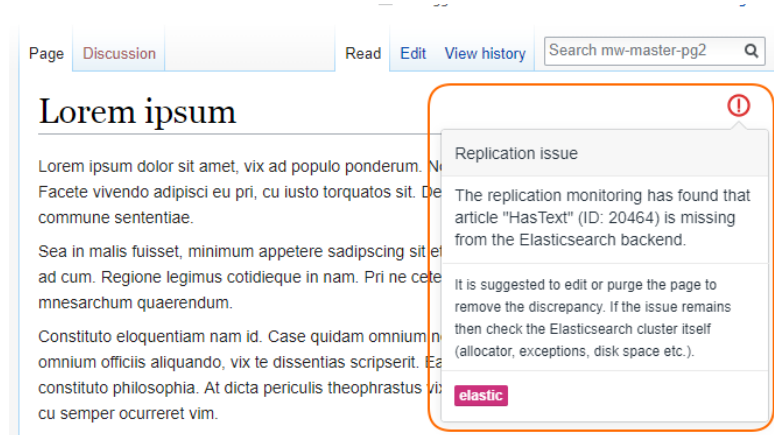 Page Discussion Read Edit View history Search mw-master-pg2
Lorem ipsum
Lorem ipsum dolor sit amet, vix ad populo ponderum.
Facete vivendo adipisci eu pri, cu iusto torquatos sit.
commune sententiae.
Sea in malis fuisset, minimum appetere sadipscing sit
ad cum. Regione legimus cotidieque in nam. Pri ne
mnesarchum quaerendum.
Constituto eloquentiam nam id. Case quidam omnium
omnium officiis aliquando, vix te dissentias scripserit.
constituto philosophia. At dicta periculis theophrastus
cu semper ocurreret vim.
Replication issue
The replication monitoring has found that
article "HasText" (ID: 20464) is missing
from the Elasticsearch backend.
It is suggested to edit or purge the page to
remove the discrepancy. If the issue remains
then check the Elasticsearch cluster itself
(allocator, exceptions, disk space etc.).
elastic